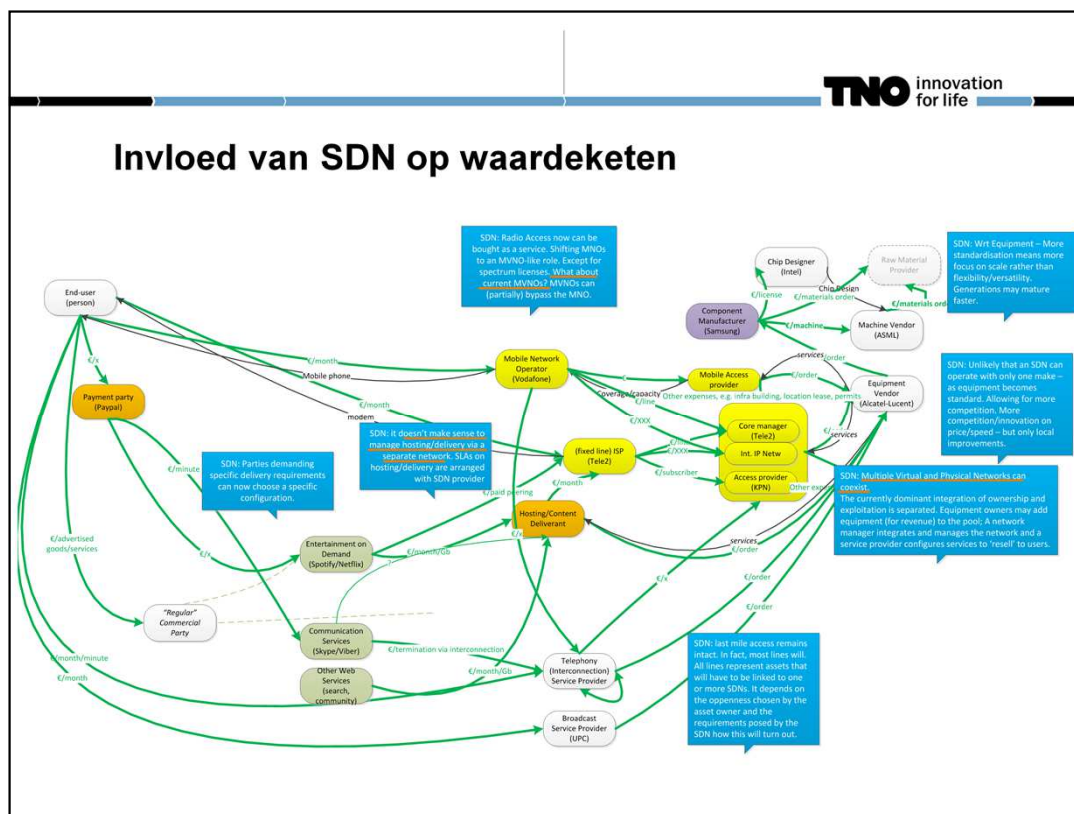 TNO innovation
for life
Invloed van SDN op waardeketen
SDN: Radio Access now can be
bought as a service. Shifting MNOs
to an MVNO-like role. Except for
spectrum licenses. What about
current MVNOs? MVNOs can
(partially) bypass the MNO.
Chip Designer
(Intel)
Raw Material
Provider
SDN: Wrt Equipment – More
standardisation means more
focus on scale rather than
flexibility/versatility.
Generations may mature
faster.
End-user
(person)
Chip Design
€/license
€/materials order
€/materials order
Component
Manufacturer
(Samsung)
€/machine
Machine Vendor
(ASML)
€/x
€/month
Mobile phone
Mobile Network
Operator
(Vodafone)
€
Mobile Access
provider
services
€/order
€/order
Equipment
Vendor
(Alcatel-Lucent)
SDN: Unlikely that an SDN can
operate with only one make –
as equipment becomes
standard. Allowing for more
competition. More
competition/innovation on
price/speed – but only local
improvements.
Payment party
(Paypal)
€/month
modem
Coverage/capacity
€/line
Other expenses, e.g. infra building, location lease, permits
€/XXX
Core manager
(Tele2)
services
SDN: it doesn't make sense to
manage hosting/delivery via a
separate network. SLAs on
hosting/delivery are arranged
with SDN provider
(fixed line) ISP
(Tele2)
€/XXX
Int. IP Netw
€/subscriber
Access provider
(KPN)
SDN: Parties demanding
specific delivery requirements
can now choose a specific
configuration.
€/minute
€/month
€/paid peering
SDN: Multiple Virtual and Physical Networks can
coexist.
The currently dominant integration of ownership and
exploitation is separated. Equipment owners may add
equipment (for revenue) to the pool; A network
manager integrates and manages the network and a
service provider configures services to 'resell' to users.
Hosting/Content
Deliverant
€/advertised
goods/services
€/x
Entertainment on
Demand
(Spotify/Netflix)
€/month/Gb
€/x
services
€/order
?
€/x
€/order
"Regular"
Commercial
Party
€/order
Communication
Services
(Skype/Viber)
€/termination via interconnection
€/month/minute
€/month
Other Web
Services
(search,
community)
€/month/Gb
Telephony
(Interconnection)
Service Provider
SDN: last mile access remains
intact. In fact, most lines will.
All lines represent assets that
will have to be linked to one
or more SDNs. It depends on
the oppenness chosen by the
asset owner and the
requirements posed by the
SDN how this will turn out.
Broadcast
Service Provider
(UPC)